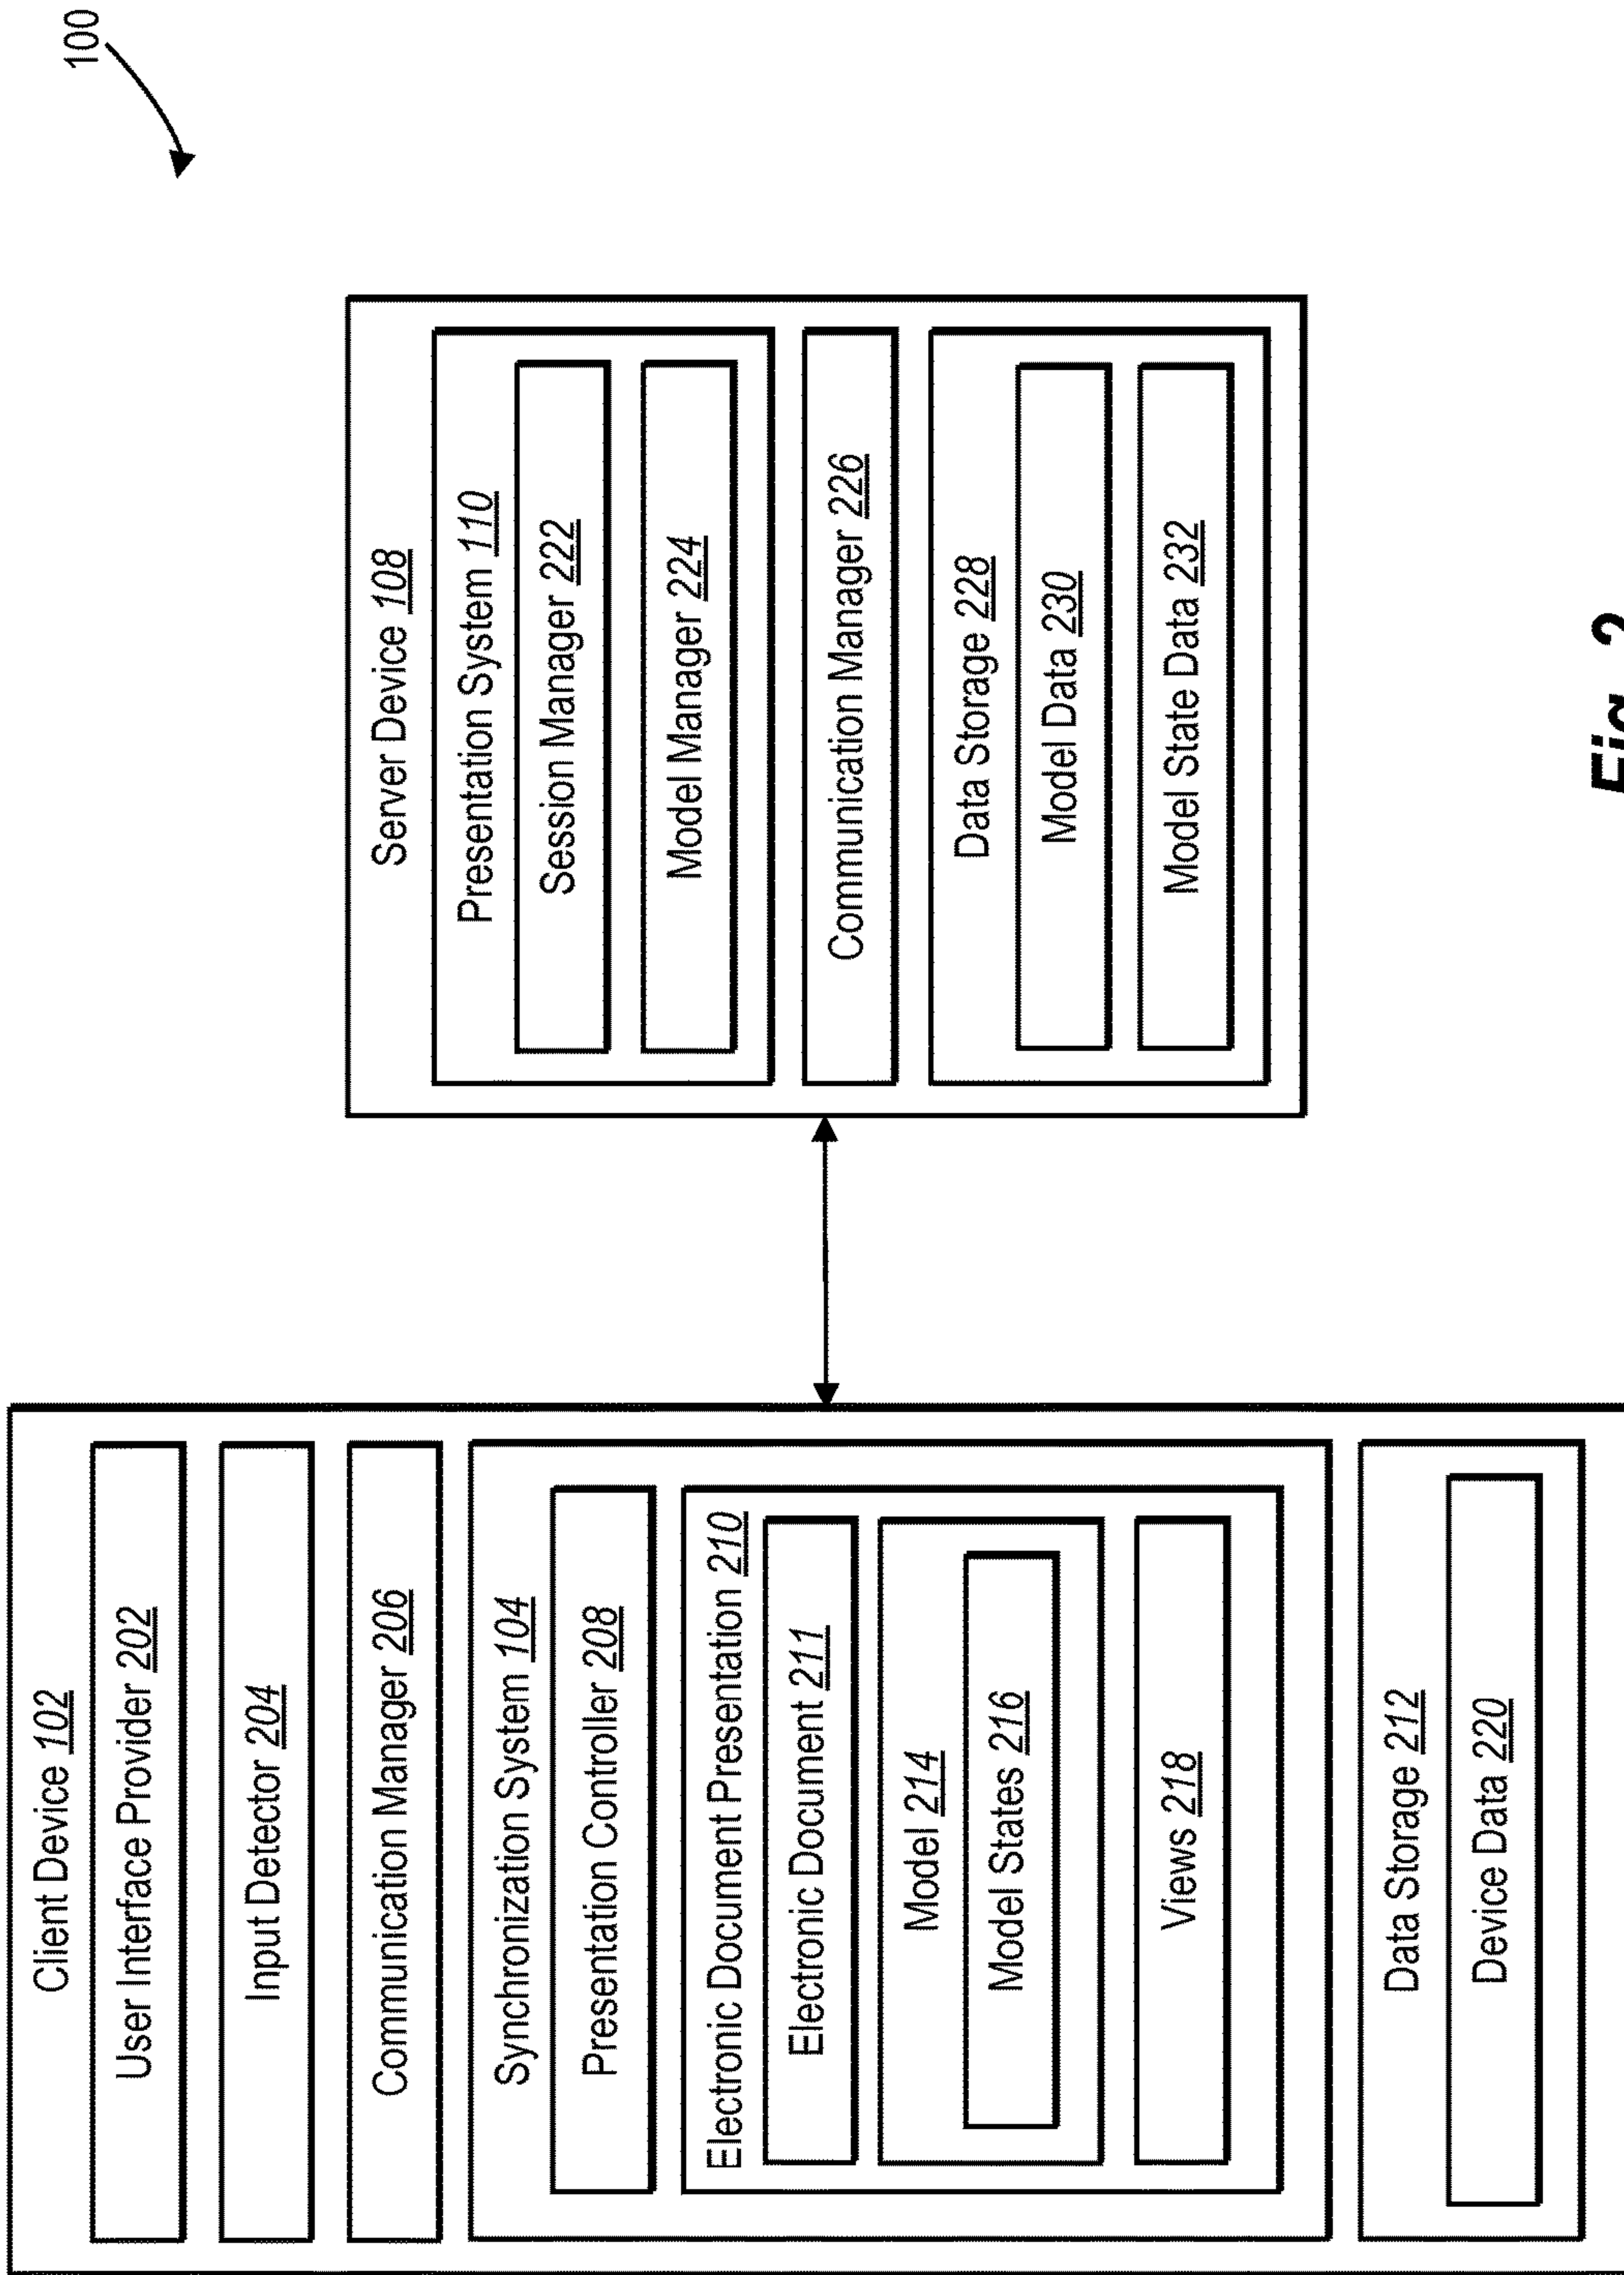 100
Client Device 102
User Interface Provider 202
Input Detector 204
Communication Manager 206
Synchronization System 104
Presentation Controller 208
Electronic Document Presentation 210
Electronic Document 211
Model 214
Model States 216
Views 218
Data Storage 212
Device Data 220
Server Device 108
Presentation System 110
Session Manager 222
Model Manager 224
Communication Manager 226
Data Storage 228
Model Data 230
Model State Data 232
Fig. 2